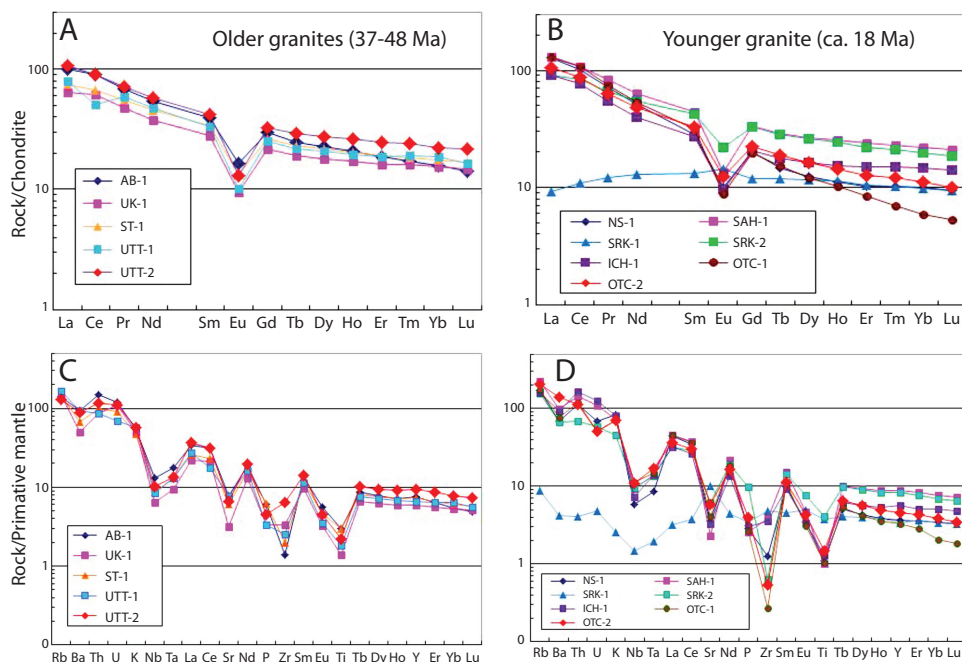 A
Older granites (37-48 Ma)
Rock/Chondrite
100
10
1
AB-1
UK-1
ST-1
UTT-1
UTT-2
La Ce Pr Nd Sm Eu Gd Tb Dy Ho Er Tm Yb Lu
B
Younger granite (ca. 18 Ma)
100
10
1
NS-1 SAH-1
SRK-1 SRK-2
ICH-1 OTC-1
OTC-2
La Ce Pr Nd Sm Eu Gd Tb Dy Ho Er Tm Yb Lu
C
Rock/Primative mantle
100
10
1
0
AB-1
UK-1
ST-1
UTT-1
UTT-2
Rb Ba Th U K Nb Ta La Ce Sr Nd P Zr Sm Eu Ti Tb Dy Ho Y Er Yb Lu
D
100
10
1
0
NS-1 SAH-1
SRK-1 SRK-2
ICH-1 OTC-1
OTC-2
Rb Ba Th U K Nb Ta La Ce Sr Nd P Zr Sm Eu Ti Tb Dy Ho Y Er Yb Lu